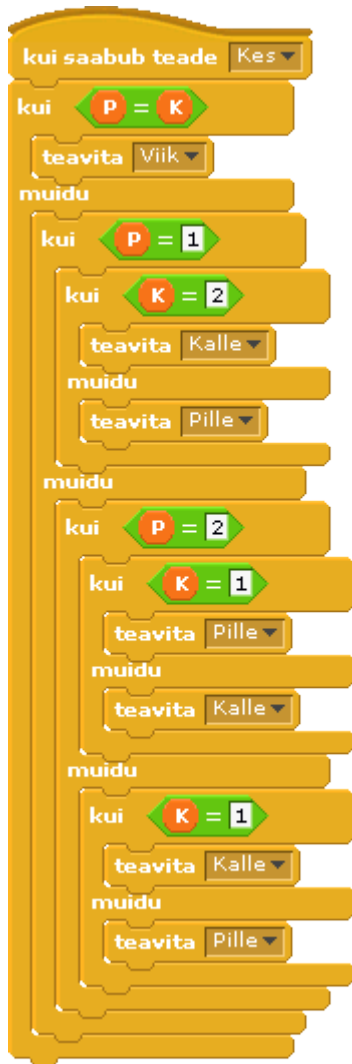 kui saabub teade Kes
kui P = K
teavita Viik
muidu
kui P = 1
kui K = 2
teavita Kalle
muidu
teavita Pille
muidu
kui P = 2
kui K = 1
teavita Pille
muidu
teavita Kalle
muidu
kui K = 1
teavita Kalle
muidu
teavita Pille